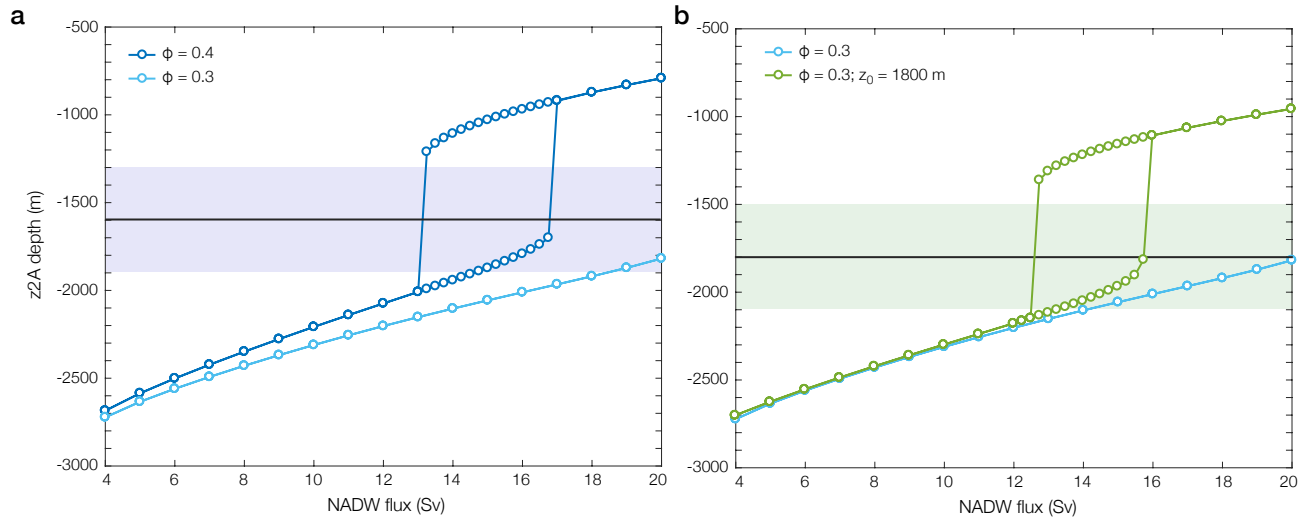 a
-500
-1000
-1500
-2000
-2500
-3000
z2A depth (m)
ϕ = 0.4
ϕ = 0.3
4 6 8 10 12 14 16 18 20
NADW flux (Sv)
b
-500
-1000
-1500
-2000
-2500
-3000
ϕ = 0.3
ϕ = 0.3; z₀ = 1800 m
4 6 8 10 12 14 16 18 20
NADW flux (Sv)